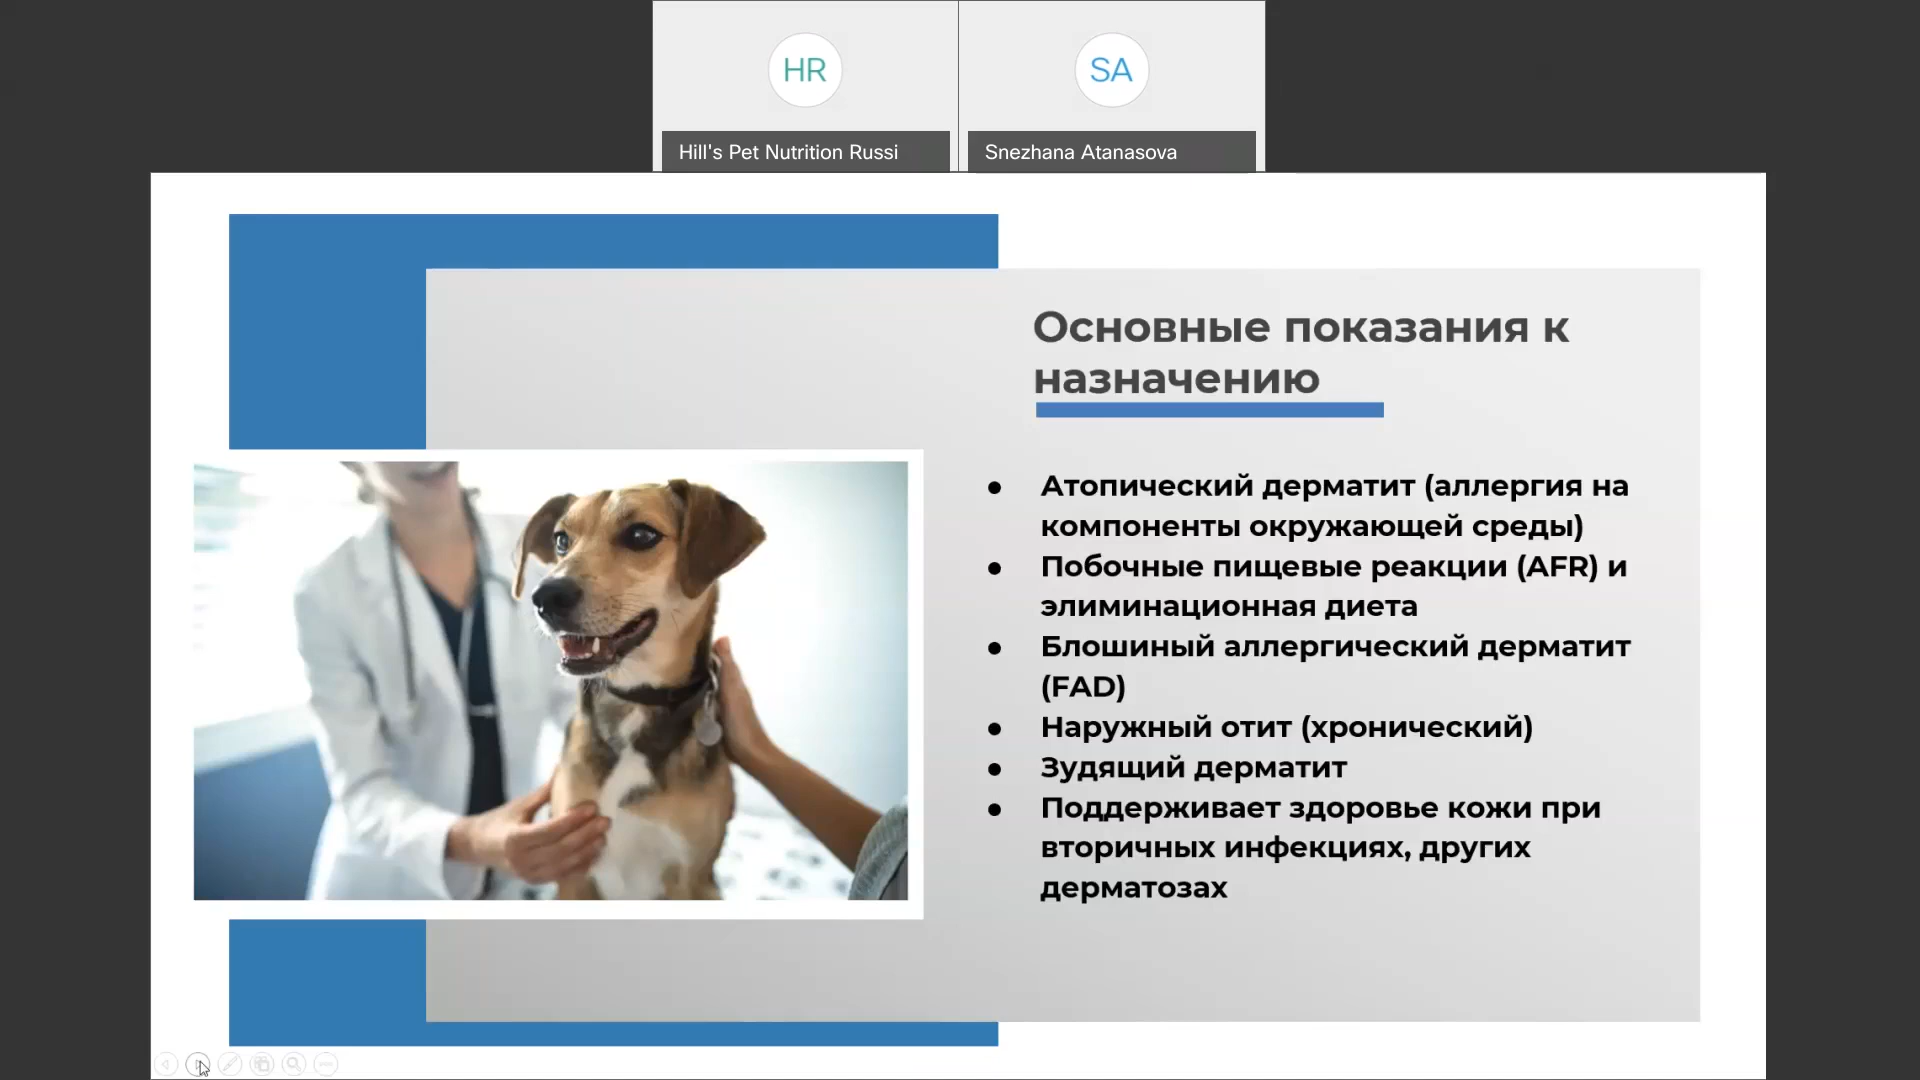 HR
SA
Hill's Pet Nutrition Russi
Snezhana Atanasova
Основные показания к
назначению
● Атопический дерматит (аллергия на
компоненты окружающей среды)
● Побочные пищевые реакции (AFR) и
элиминационная диета
● Блошиный аллергический дерматит
(FAD)
● Наружный отит (хронический)
● Зудящий дерматит
● Поддерживает здоровье кожи при
вторичных инфекциях, других
дерматозах